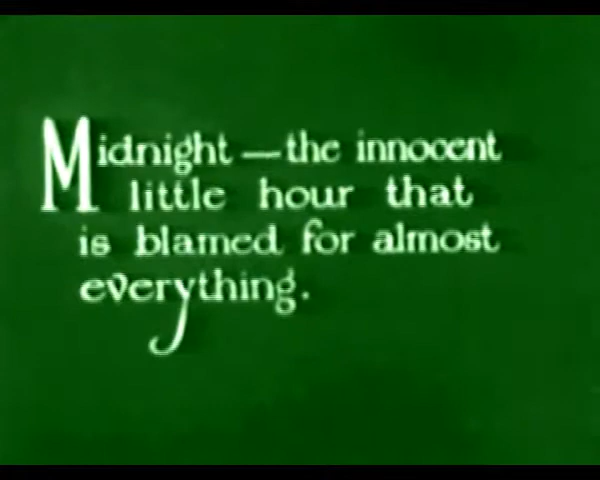 Midnight — the innocent
little hour that
is blamed for almost
everything.